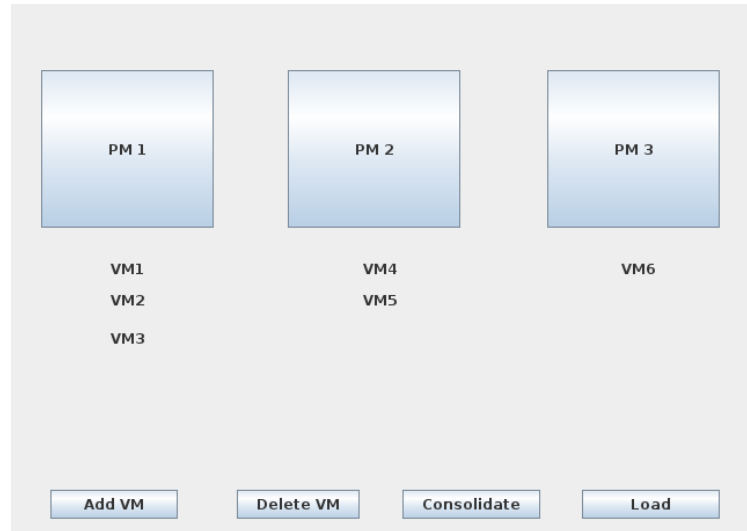 PM 1 PM 2 PM 3
VM1 VM4 VM6
VM2 VM5
VM3
Add VM Delete VM Consolidate Load